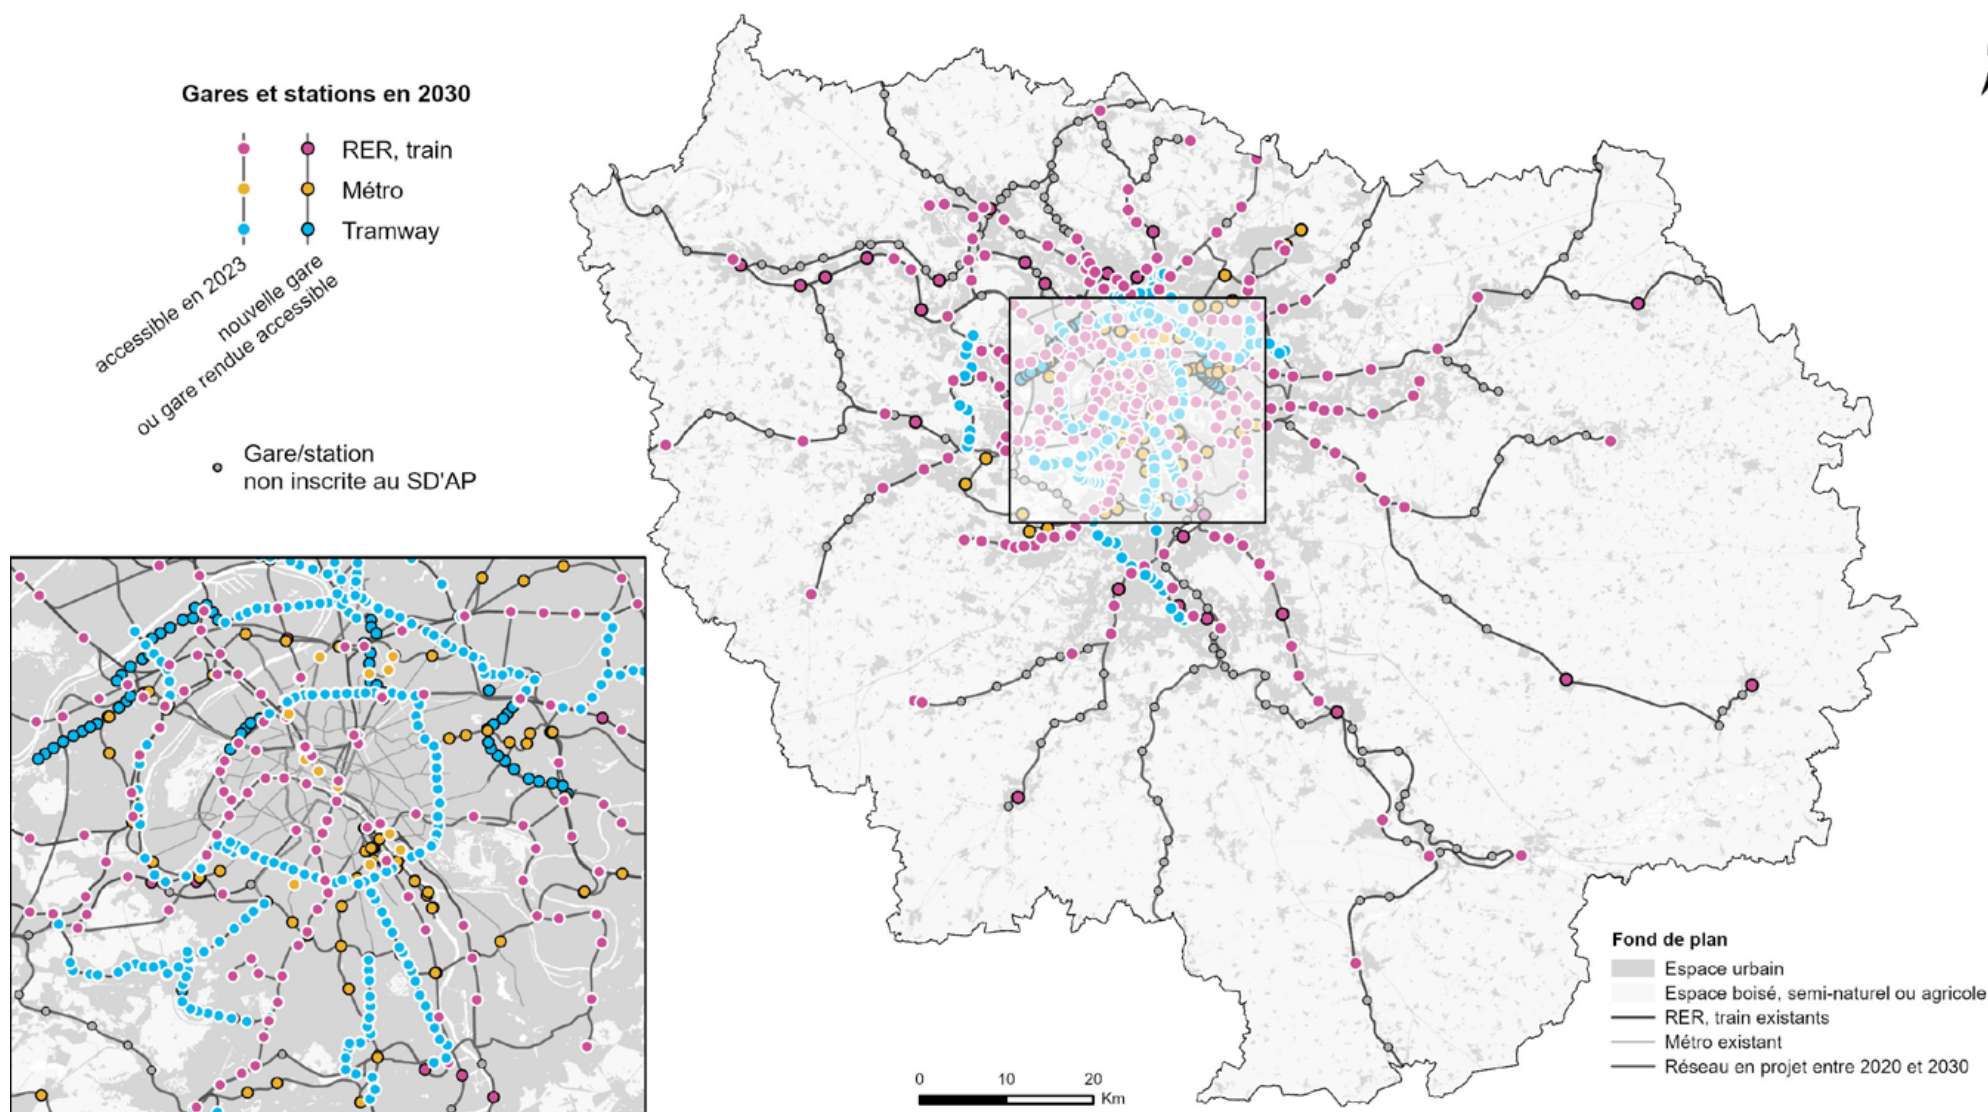 Gares et stations en 2030
RER, train
Métro
Tramway
accessible en 2023
nouvelle gare
ou gare rendue accessible
Gare/station
non inscrite au SD'AP
Fond de plan
Espace urbain
Espace boisé, semi-naturel ou agricole
RER, train existants
Métro existant
Réseau en projet entre 2020 et 2030
0 10 20
Km